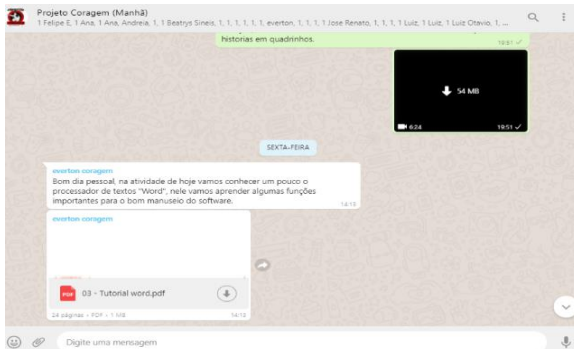 Projeto Coragem (Manhã)
1 Felipe E, 1 Ana, 1 Ana, Andreia, 1, 1 Beatrys Sineis, 1, 1, 1, 1, 1, 1, everton, 1, 1, 1, 1 Jose Renato, 1, 1, 1, 1 Luiz, 1 Luiz, 1 Luiz Otavio, 1, ...
historias em quadrinhos.
19:51
54 MB
6:24
19:51
SEXTA-FEIRA
everton coragem
Bom dia pessoal, na atividade de hoje vamos conhecer um pouco o
processador de textos "Word", nele vamos aprender algumas funções
importantes para o bom manuseio do software.
14:15
everton coragem
PDF
03 - Tutorial word.pdf
24 páginas • PDF • 1 MB
14:15
Digite uma mensagem